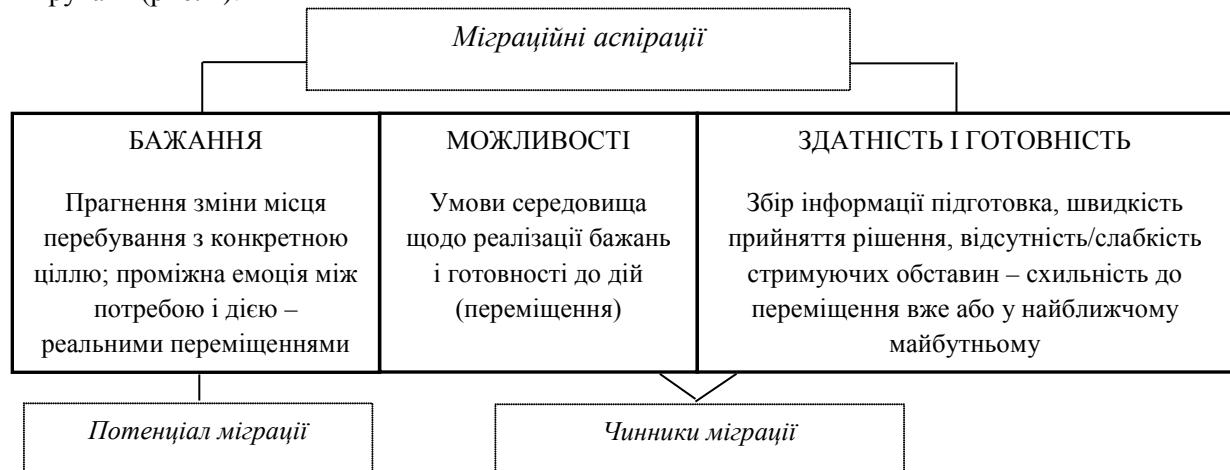 Міграційні аспірації
БАЖАННЯ
Прагнення зміни місця
перебування з конкретною
ціллю; проміжна емоція між
потребою і дією –
реальними переміщеннями
МОЖЛИВОСТІ
Умови середовища
щодо реалізації бажань
і готовності до дій
(переміщення)
ЗДАТНІСТЬ І ГОТОВНІСТЬ
Збір інформації підготовка, швидкість
прийняття рішення, відсутність/слабкість
стримуючих обставин – схильність до
переміщення вже або у найближчому
майбутньому
Потенціал міграції
Чинники міграції